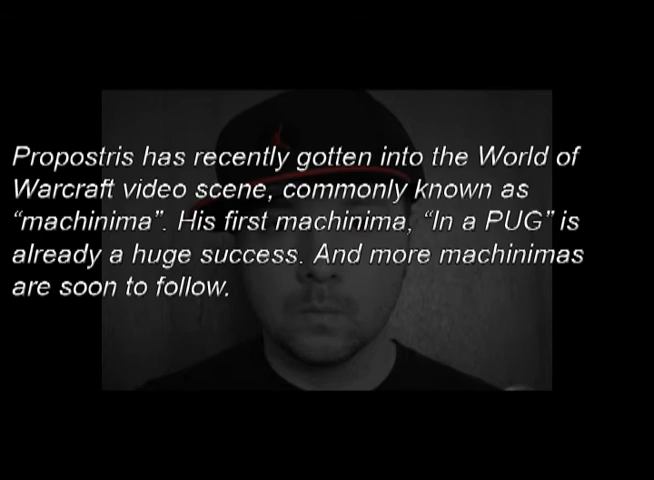 Propostris has recently gotten into the World of
Warcraft video scene, commonly known as
“machinima”. His first machinima, “In a PUG” is
already a huge success. And more machinimas
are soon to follow.